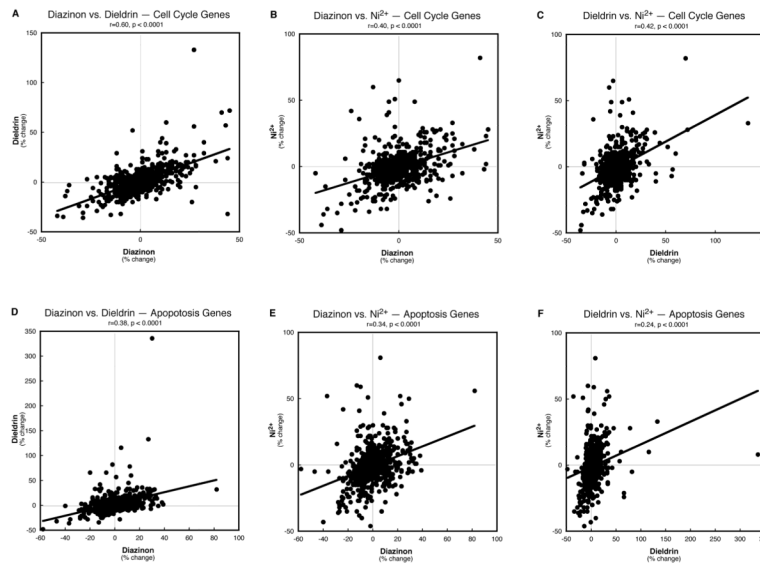 A
Diazinon vs. Dieldrin — Cell Cycle Genes
r=0.60, p < 0.0001
150
100
50
0
-50
Dieldrin
(% change)
-50
0
50
Diazinon
(% change)
B
Diazinon vs. Ni2+ — Cell Cycle Genes
r=0.40, p < 0.0001
100
50
0
-50
Ni2+
(% change)
-50
0
50
Diazinon
(% change)
C
Dieldrin vs. Ni2+ — Cell Cycle Genes
r=0.42, p < 0.0001
100
50
0
-50
Ni2+
(% change)
-50
0
50
100
Dieldrin
(% change)
D
Diazinon vs. Dieldrin — Apopotosis Genes
r=0.38, p < 0.0001
350
300
250
200
150
100
50
0
-50
Dieldrin
(% change)
-60
-40
-20
0
20
40
60
80
100
Diazinon
(% change)
E
Diazinon vs. Ni2+ — Apoptosis Genes
r=0.34, p < 0.0001
100
50
0
-50
Ni2+
(% change)
-60
-40
-20
0
20
40
60
80
100
Diazinon
(% change)
F
Dieldrin vs. Ni2+ — Apoptosis Genes
r=0.24, p < 0.0001
100
50
0
-50
Ni2+
(% change)
-50
0
50
100
150
200
250
300
Dieldrin
(% change)